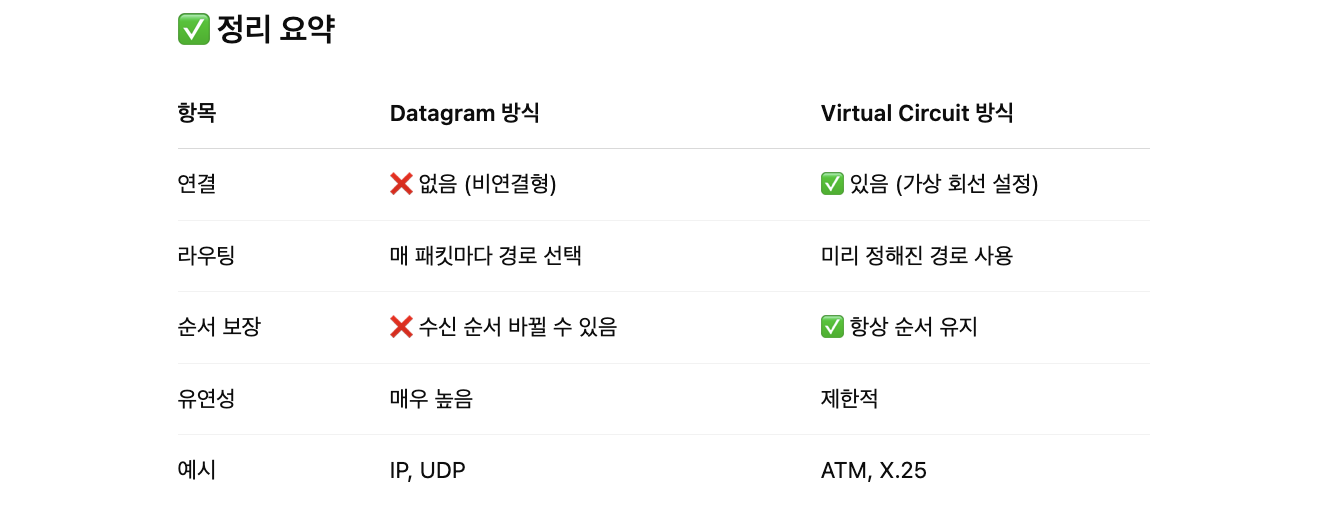 ✅ 정리 요약
항목 Datagram 방식 Virtual Circuit 방식
연결 ❌ 없음 (비연결형) ✅ 있음 (가상 회선 설정)
라우팅 매 패킷마다 경로 선택 미리 정해진 경로 사용
순서 보장 ❌ 수신 순서 바뀔 수 있음 ✅ 항상 순서 유지
유연성 매우 높음 제한적
예시 IP, UDP ATM, X.25